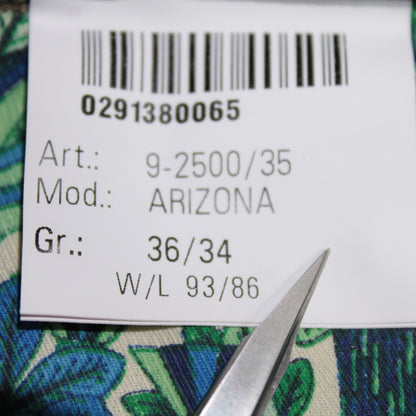 0291380065
Art.: 9-2500/35
Mod.: ARIZONA
Gr.: 36/34
W/L 93/86